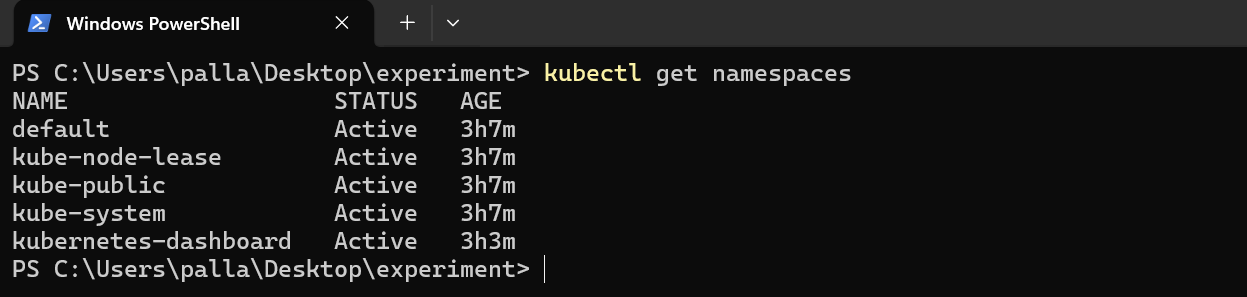 Windows PowerShell
PS C:\Users\palla\Desktop\experiment> kubectl get namespaces
NAME                   STATUS   AGE
default                Active   3h7m
kube-node-lease        Active   3h7m
kube-public            Active   3h7m
kube-system            Active   3h7m
kubernetes-dashboard   Active   3h3m
PS C:\Users\palla\Desktop\experiment>